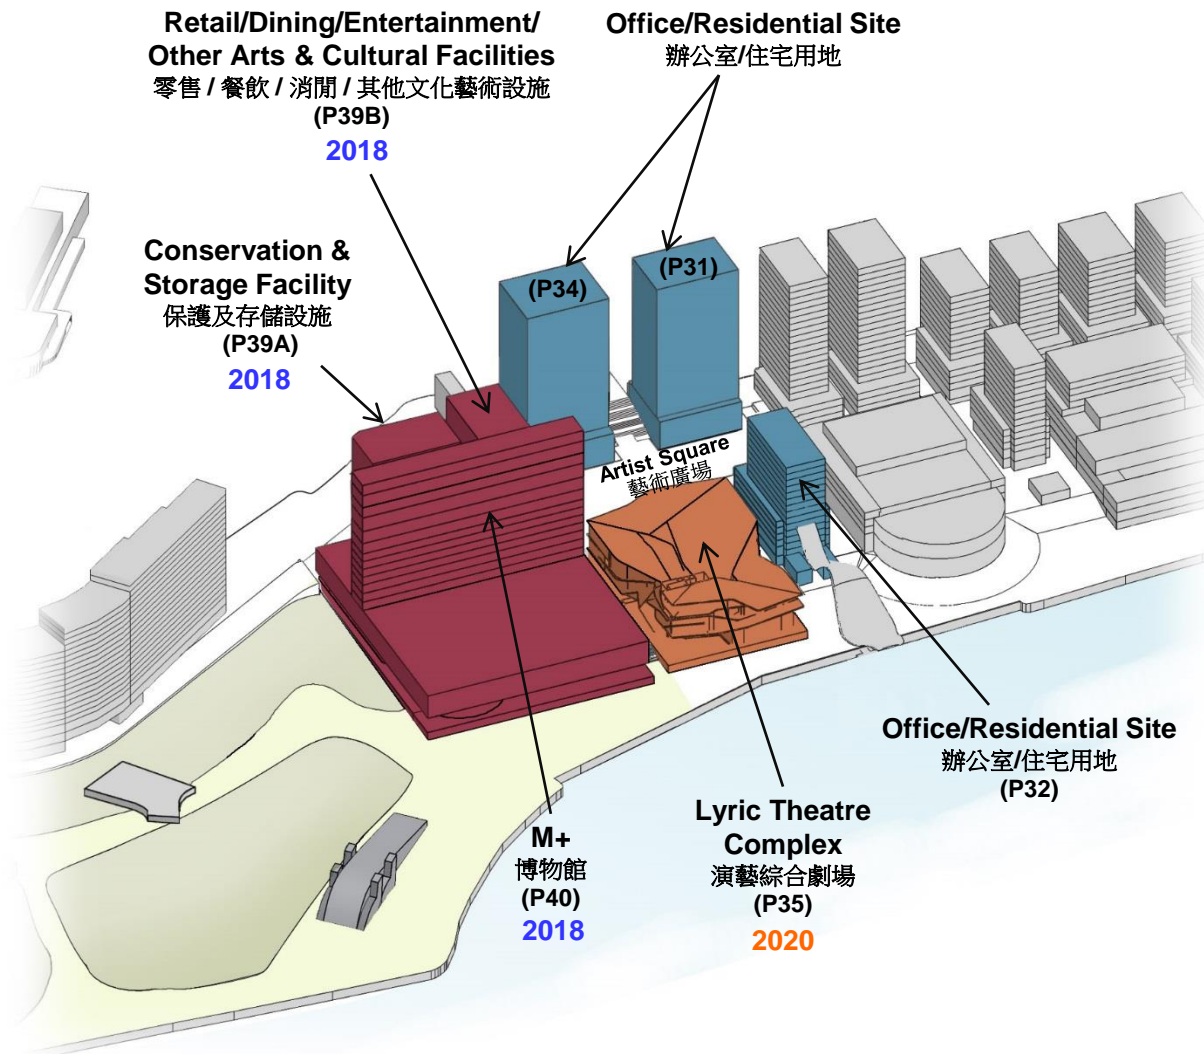 Retail/Dining/Entertainment/
Other Arts & Cultural Facilities
零售 / 餐飲 / 消閒 / 其他文化藝術設施
(P39B)
2018
Office/Residential Site
辦公室/住宅用地
Conservation &
Storage Facility
保護及存儲設施
(P39A)
2018
(P34)
(P31)
Artist Square
藝術廣場
Office/Residential Site
辦公室/住宅用地
(P32)
M+
博物館
(P40)
2018
Lyric Theatre
Complex
演藝綜合劇場
(P35)
2020